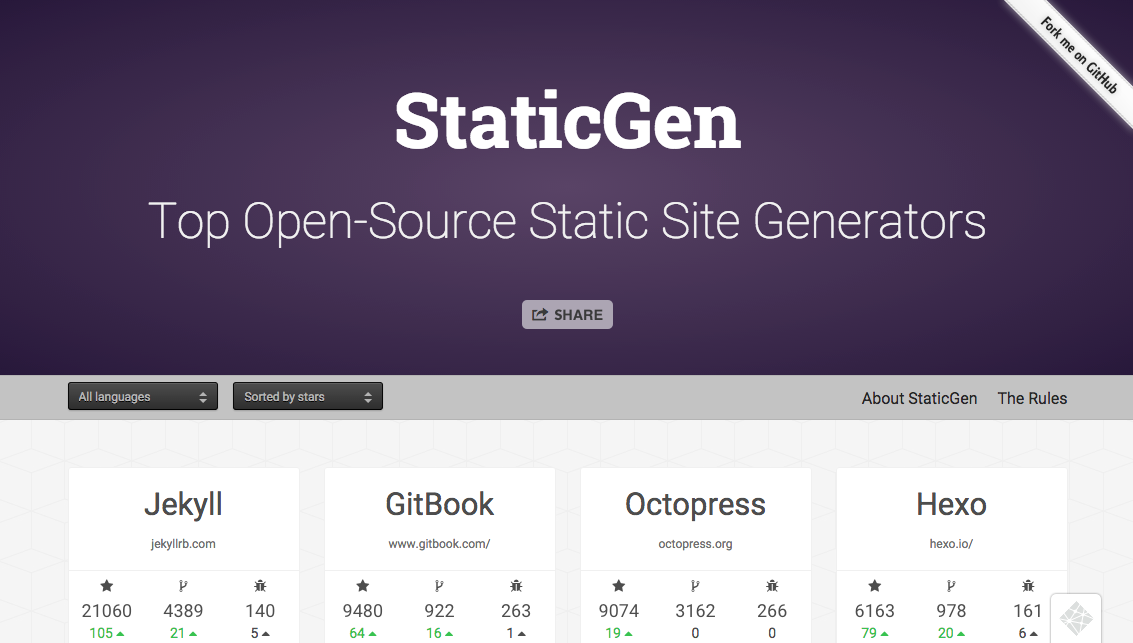 Fork me on GitHub
StaticGen
Top Open-Source Static Site Generators
SHARE
All languages Sorted by stars About StaticGen The Rules
Jekyll GitBook Octopress Hexo
jekyllrb.com www.gitbook.com/ octopress.org hexo.io/
21060 4389 140 9480 922 263 9074 3162 266 6163 978 161
105 21 5 64 16 1 19 0 0 79 20 6